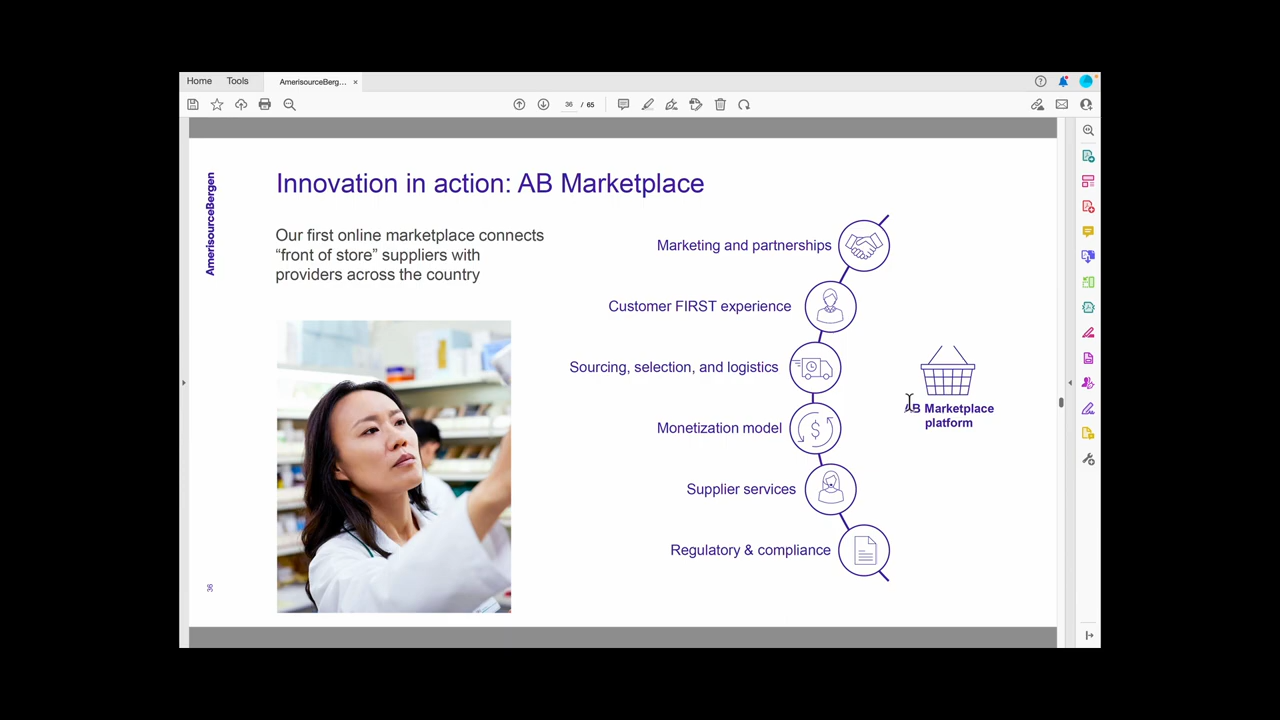 Home
Tools
AmerisourceBerg...
36 / 65
AmerisourceBergen
Innovation in action: AB Marketplace
Our first online marketplace connects
“front of store” suppliers with
providers across the country
Marketing and partnerships
Customer FIRST experience
Sourcing, selection, and logistics
Monetization model
Supplier services
Regulatory & compliance
AB Marketplace
platform
36